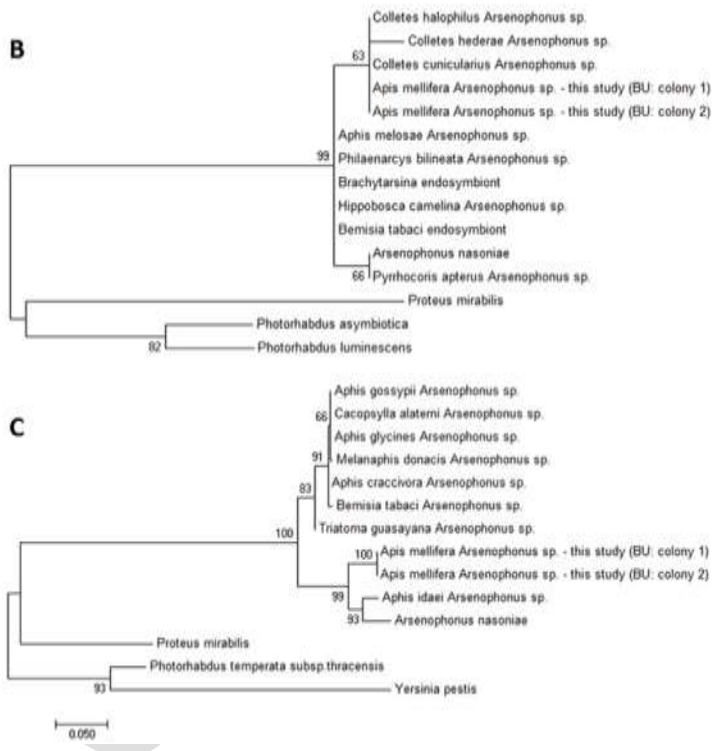 B
Colletes halophilus Arsenophonus sp.
Colletes hederae Arsenophonus sp.
63
Colletes cunicularius Arsenophonus sp.
Apis mellifera Arsenophonus sp. - this study (BU: colony 1)
Apis mellifera Arsenophonus sp. - this study (BU: colony 2)
Aphis melosae Arsenophonus sp.
99
Philaenarcys bilineata Arsenophonus sp.
Brachytarsina endosymbiont
Hippobosca camelina Arsenophonus sp.
Bemisia tabaci endosymbiont
Arsenophonus nasoniae
66
Pyrrhocoris apterus Arsenophonus sp.
Proteus mirabilis
Photorhabdus asymbiotica
82
Photorhabdus luminescens
C
Aphis gossypii Arsenophonus sp.
66
Cacopsylla alaterni Arsenophonus sp.
Aphis glycines Arsenophonus sp.
91
Melanaphis donacis Arsenophonus sp.
83
Aphis craccivora Arsenophonus sp.
Bemisia tabaci Arsenophonus sp.
Triatoma guasayana Arsenophonus sp.
100
100
Apis mellifera Arsenophonus sp. - this study (BU: colony 1)
Apis mellifera Arsenophonus sp. - this study (BU: colony 2)
99
Aphis idaei Arsenophonus sp.
93
Arsenophonus nasoniae
Proteus mirabilis
Photorhabdus temperata subsp.thracensis
93
Yersinia pestis
0.050